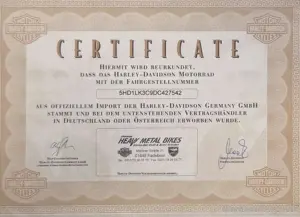 CERTIFICATE
HIERMIT WIRD BEURKUNDET,
DASS DAS HARLEY-DAVIDSON MOTORRAD
MIT DER FAHRGESTELLNUMMER
5HD1LK3C9DC427542
AUS OFFIZIELLEM IMPORT DER HARLEY-DAVIDSON GERMANY GMBH
STAMMT UND BEI DEM UNTENSTEHENDEN VERTRAGSHÄNDLER
IN DEUTSCHLAND ODER ÖSTERREICH ERWORBEN WURDE.
HEAVY METAL BIKES